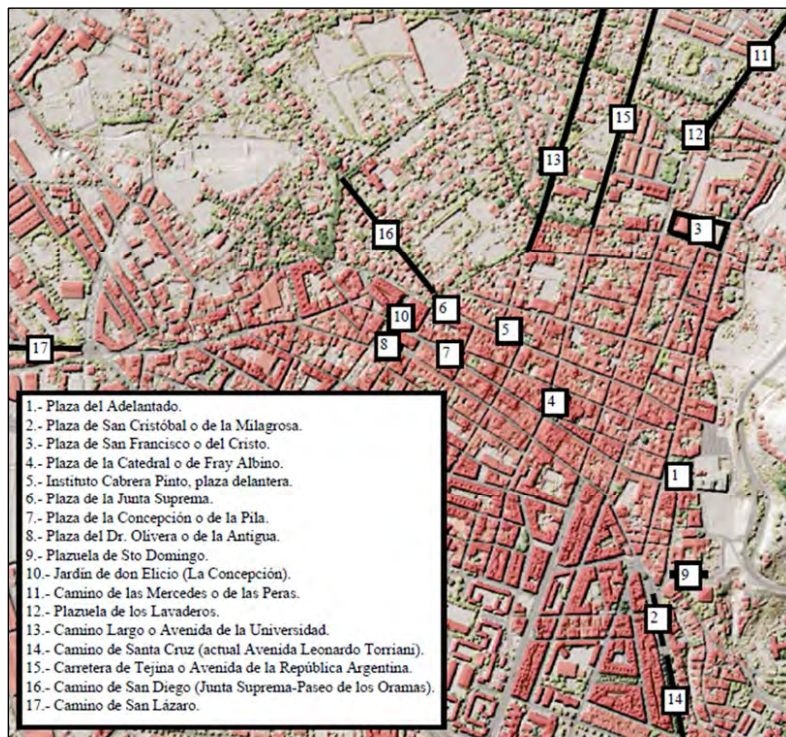 11
15
12
13
3
16
6
10
5
17
8
7
4
1
9
2
14
1.- Plaza del Adelantado.
2.- Plaza de San Cristóbal o de la Milagrosa.
3.- Plaza de San Francisco o del Cristo.
4.- Plaza de la Catedral o de Fray Albino.
5.- Instituto Cabrera Pinto, plaza delantera.
6.- Plaza de la Junta Suprema.
7.- Plaza de la Concepción o de la Pila.
8.- Plaza del Dr. Olivera o de la Antigua.
9.- Plazuela de Sto Domingo.
10.- Jardín de don Elicio (La Concepción).
11.- Camino de las Mercedes o de las Peras.
12.- Plazuela de los Lavaderos.
13.- Camino Largo o Avenida de la Universidad.
14.- Camino de Santa Cruz (actual Avenida Leonardo Torriani).
15.- Carretera de Tejina o Avenida de la República Argentina.
16.- Camino de San Diego (Junta Suprema-Paseo de los Oramas).
17.- Camino de San Lázaro.